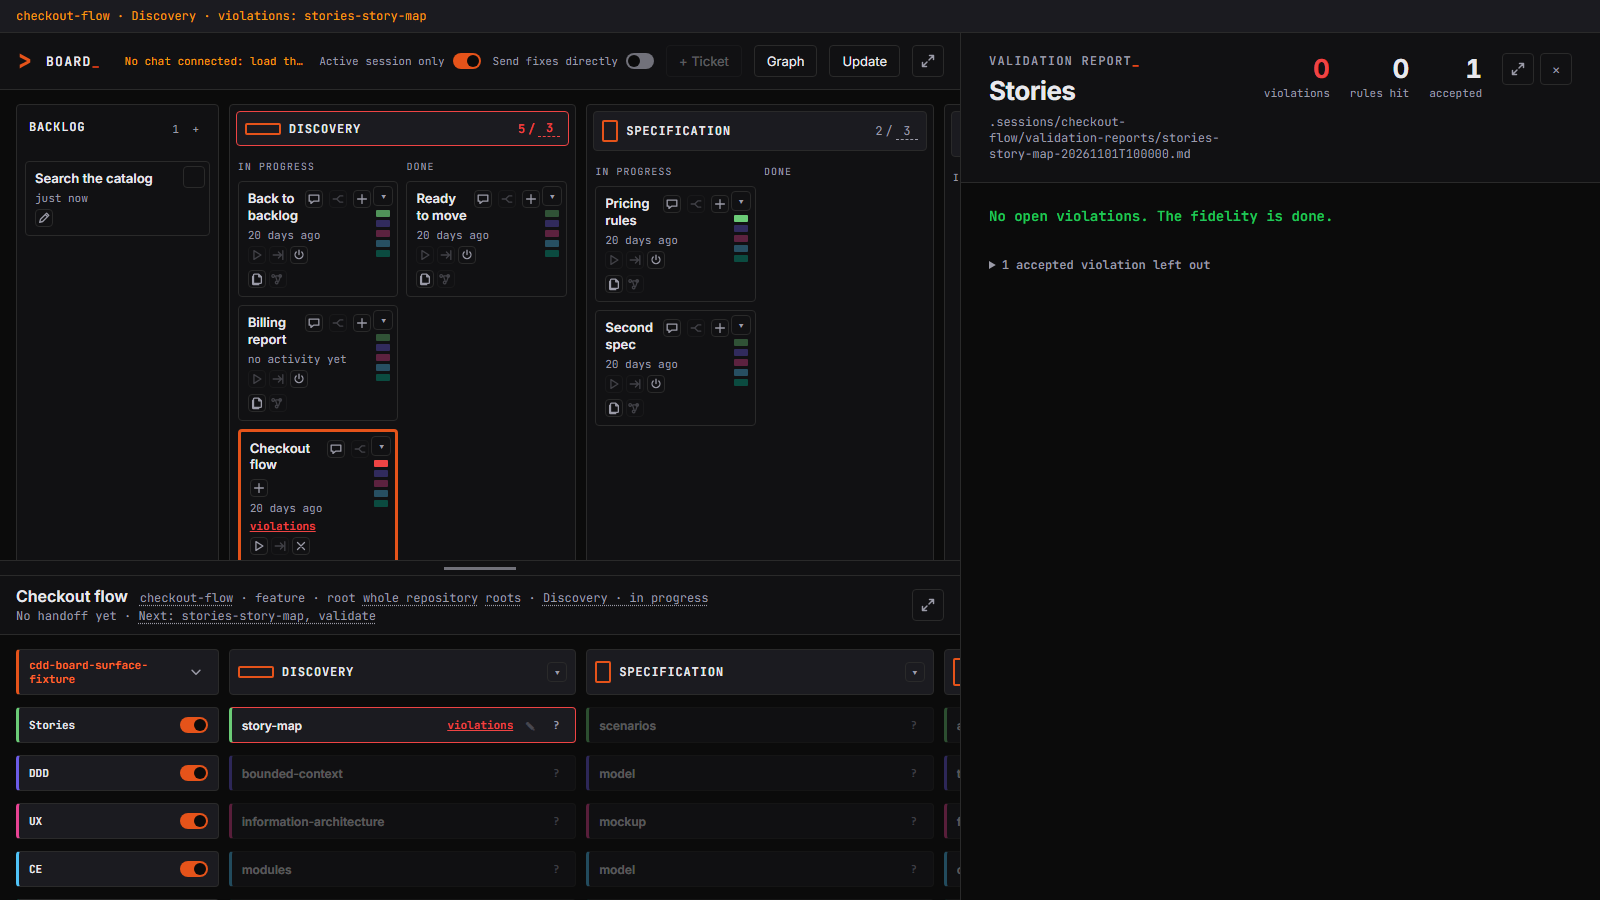 checkout-flow · Discovery · violations: stories-story-map
> BOARD_
No chat connected: load th…
Active session only
Send fixes directly
+ Ticket
Graph
Update
BACKLOG
1 +
Search the catalog
just now
DISCOVERY
5 / 3
IN PROGRESS
DONE
Back to
backlog
20 days ago
Ready
to move
20 days ago
Billing
report
no activity yet
Checkout
flow
20 days ago
violations
SPECIFICATION
2 / 3
IN PROGRESS
DONE
Pricing
rules
20 days ago
Second
spec
20 days ago
VALIDATION REPORT_
Stories
.sessions/checkout-
flow/validation-reports/stories-
story-map-20261101T100000.md
0
violations
0
rules hit
1
accepted
×
No open violations. The fidelity is done.
1 accepted violation left out
Checkout flow
checkout-flow · feature · root whole repository roots · Discovery · in progress
No handoff yet · Next: stories-story-map, validate
cdd-board-surface-
fixture
DISCOVERY
SPECIFICATION
Stories
story-map
violations
?
scenarios
?
DDD
bounded-context
?
model
?
UX
information-architecture
?
mockup
?
CE
modules
?
model
?